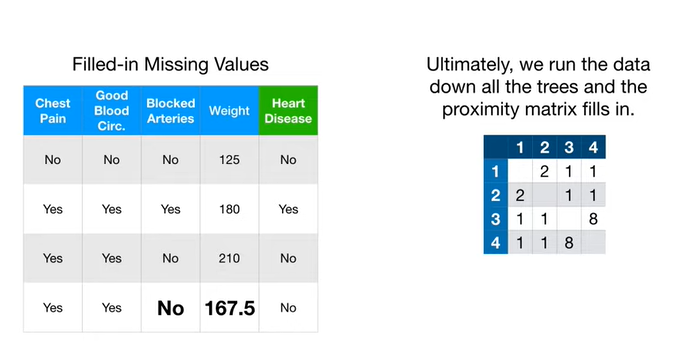 Filled-in Missing Values
Chest Pain Good Blood Circ. Blocked Arteries Weight Heart Disease
No No No 125 No
Yes Yes Yes 180 Yes
Yes Yes No 210 No
Yes Yes No 167.5 No
Ultimately, we run the data
down all the trees and the
proximity matrix fills in.
1 2 3 4
1 2 1 1
2 2 1 1
3 1 1 8
4 1 1 8